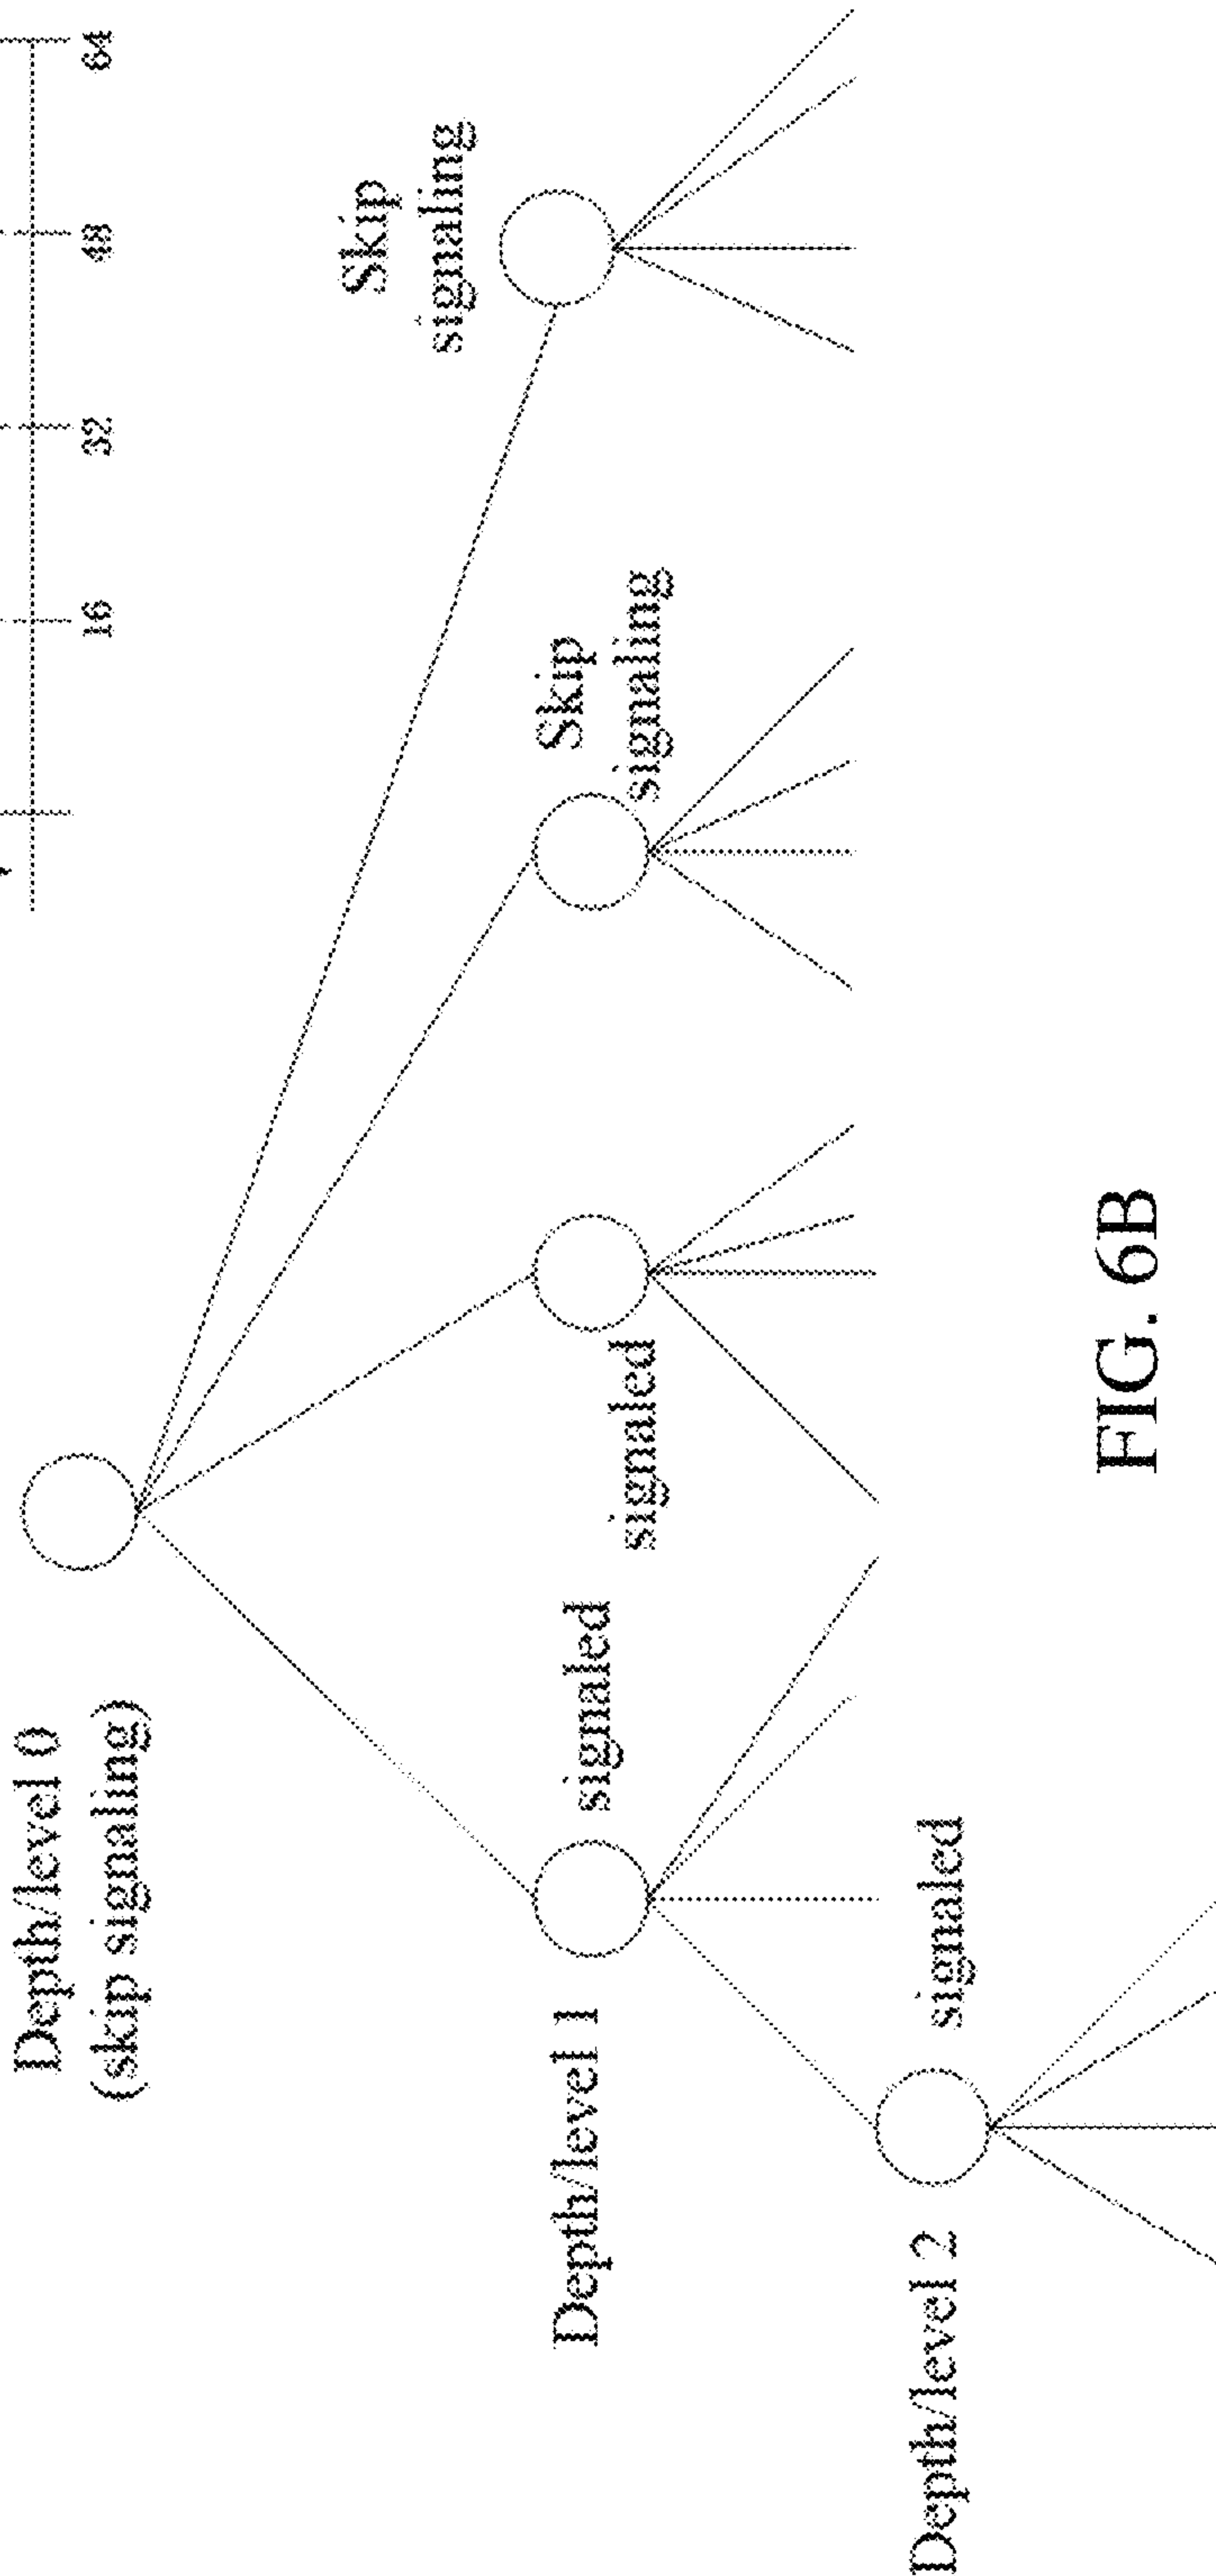 16 32 48 64
Depth/level 0
(skip signaling)
Skip
signaling
Depth/level 1
signaled
signaled
Skip
signaling
Depth/level 2
signaled
FIG. 6B